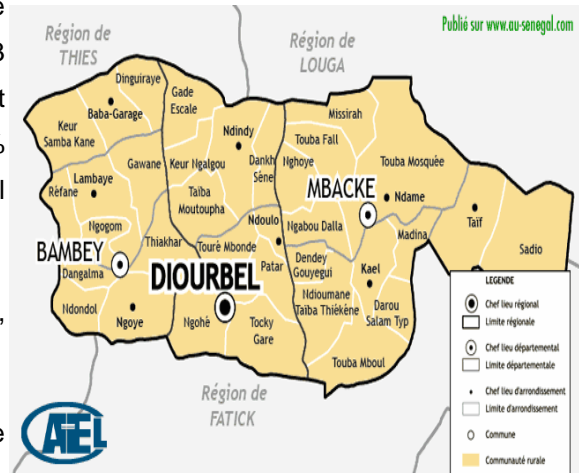 Publié sur www.au-senegal.com
Région de
THIES
Région de
LOUGA
Dinguiraye
Baba-Garage
Gade
Escale
Keur
Samba Kane
Ndindy
Missirah
Touba Fall
Gawane
Keur Ngalgou
Dankh
Sène
Nghoye
Touba Mosquée
Lambaye
Réfane
Taïba
Moutoupha
MBACKE
Ndame
Ngogom
Ndoulo
Ngabou Dalla
Taïf
BAMBEY
Thiakhar
Touré Mbonde
Madina
Sadio
Dangalma
DIOURBEL
Patar
Dendey
Gouyegui
Kael
Ndondol
Ngoye
Ngohè
Tocky
Gare
Ndioumane
Taïba Thièkène
Darou
Salam Typ
Touba Mboul
Région de
FATICK
LEGENDE
Chef lieu régional
Limite régionale
Chef lieu départemental
Limite départementale
Chef lieu d'arrondissement
Limite d'arrondissement
Commune
Communauté rurale